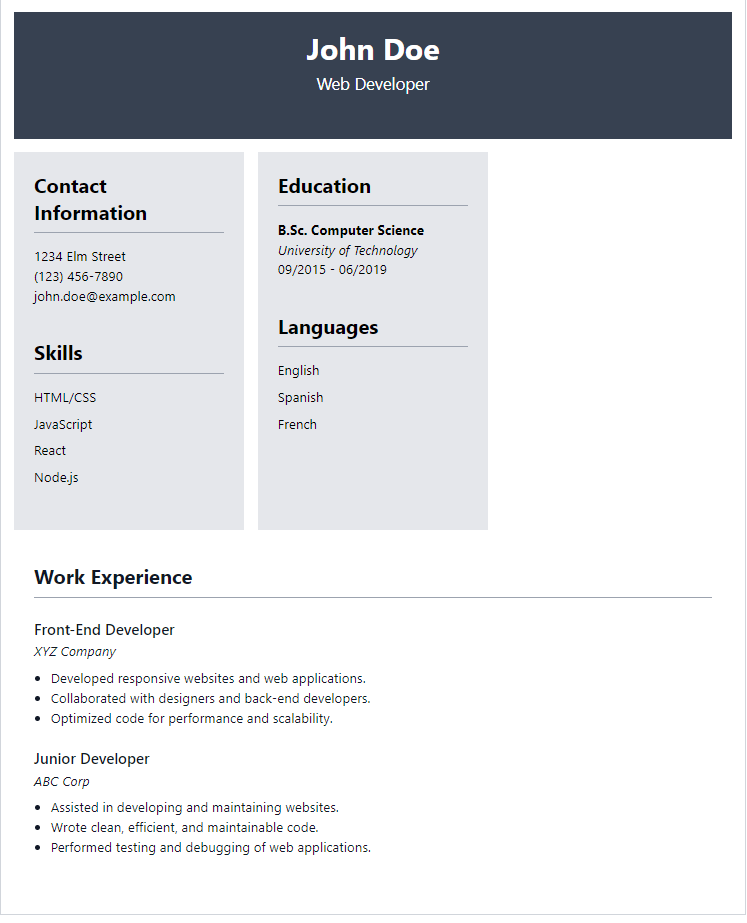 John Doe
Web Developer
Contact
Information
1234 Elm Street
(123) 456-7890
john.doe@example.com
Skills
HTML/CSS
JavaScript
React
Node.js
Education
B.Sc. Computer Science
University of Technology
09/2015 - 06/2019
Languages
English
Spanish
French
Work Experience
Front-End Developer
XYZ Company
• Developed responsive websites and web applications.
• Collaborated with designers and back-end developers.
• Optimized code for performance and scalability.
Junior Developer
ABC Corp
• Assisted in developing and maintaining websites.
• Wrote clean, efficient, and maintainable code.
• Performed testing and debugging of web applications.